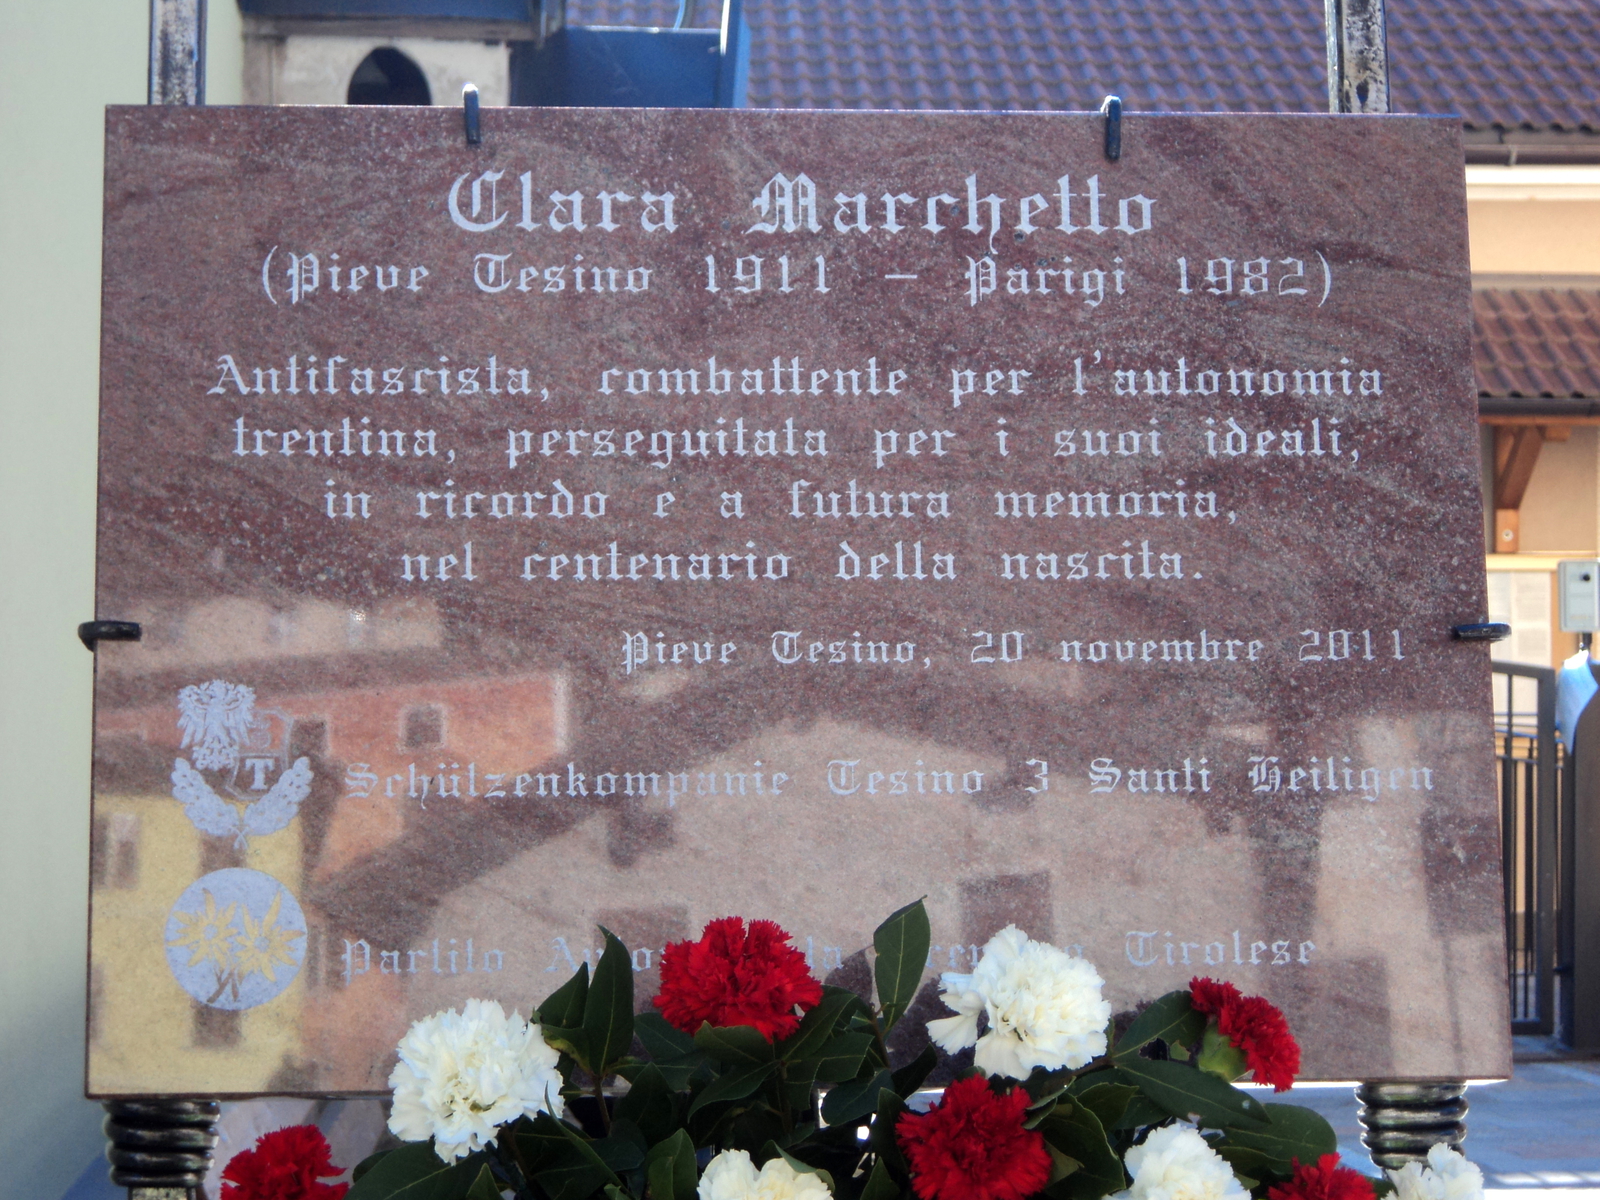 Clara Marchetto
(Pieve Tesino 1911 – Parigi 1982)
Antifascista, combattente per l'autonomia
trentina, perseguitata per i suoi ideali,
in ricordo e a futura memoria,
nel centenario della nascita.
Pieve Tesino, 20 novembre 2011
T
Schützenkompanie Tesino 3 Santi Heiligen
Partito Tirolese